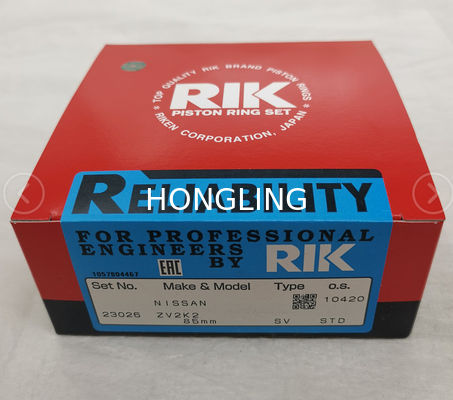 TOP QUALITY RIK BRAND PISTON RINGS
RIK
PISTON RING SET
RIKEN CORPORATION, JAPAN
RELIABILITY
HONGLING
FOR PROFESSIONAL
ENGINEERS
BY RIK
1057804467
EAC
Set No. Make & Model Type o.s.
NISSAN 10420
23026 ZV2K2
85mm SV STD